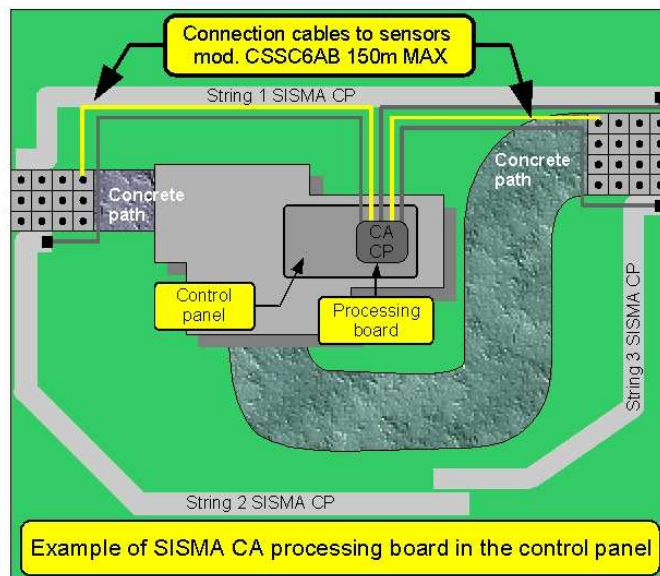 Connection cables to sensors
mod. CSSC6AB 150m MAX
String 1 SISMA CP
Concrete
path
Concrete
path
CA
CP
Control
panel
Processing
board
String 3 SISMA CP
String 2 SISMA CP
Example of SISMA CA processing board in the control panel